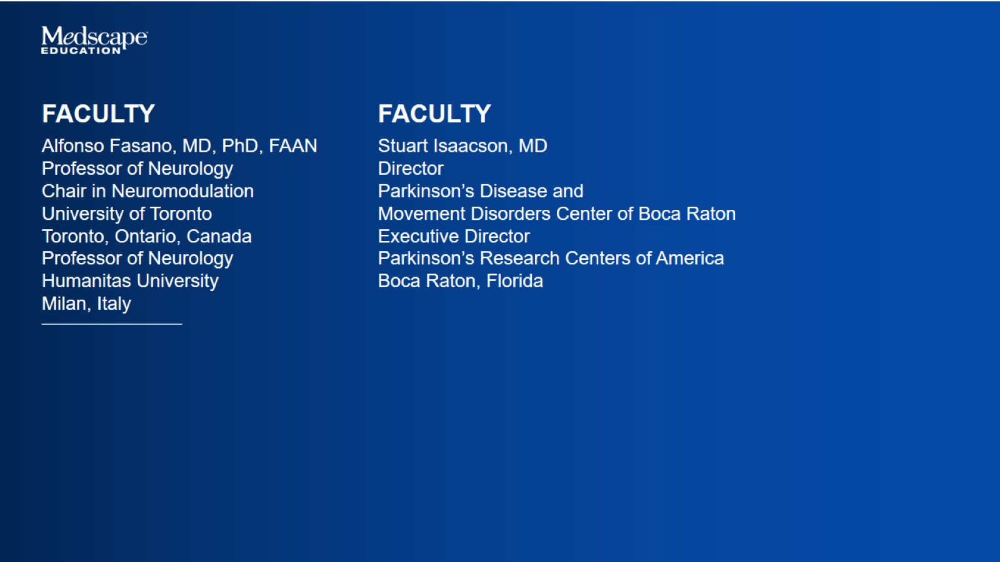 Medscape
EDUCATION
FACULTY
Alfonso Fasano, MD, PhD, FAAN
Professor of Neurology
Chair in Neuromodulation
University of Toronto
Toronto, Ontario, Canada
Professor of Neurology
Humanitas University
Milan, Italy
FACULTY
Stuart Isaacson, MD
Director
Parkinson’s Disease and
Movement Disorders Center of Boca Raton
Executive Director
Parkinson’s Research Centers of America
Boca Raton, Florida